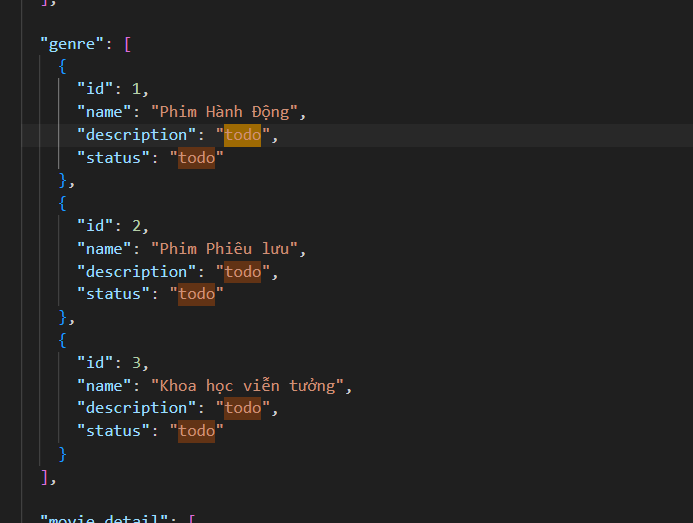 ],
"genre": [
{
"id": 1,
"name": "Phim Hành Động",
"description": "todo",
"status": "todo"
},
{
"id": 2,
"name": "Phim Phiêu lưu",
"description": "todo",
"status": "todo"
},
{
"id": 3,
"name": "Khoa học viễn tưởng",
"description": "todo",
"status": "todo"
}
],
"movie_detail": [